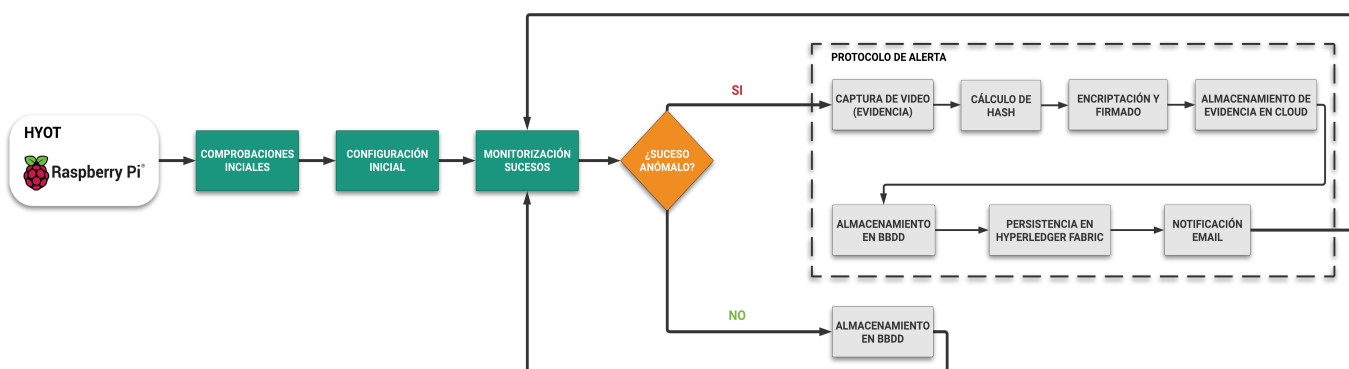 PROTOCOLO DE ALERTA
SI
CAPTURA DE VIDEO
(EVIDENCIA)
CÁLCULO DE
HASH
ENCRIPTACIÓN Y
FIRMADO
ALMACENAMIENTO DE
EVIDENCIA EN CLOUD
HYOT
Raspberry Pi®
COMPROBACIONES
INCIALES
CONFIGURACIÓN
INICIAL
MONITORIZACIÓN
SUCESOS
¿SUCESO
ANÓMALO?
ALMACENAMIENTO
EN BBDD
PERSISTENCIA EN
HYPERLEDGER FABRIC
NOTIFICACIÓN
EMAIL
NO
ALMACENAMIENTO
EN BBDD